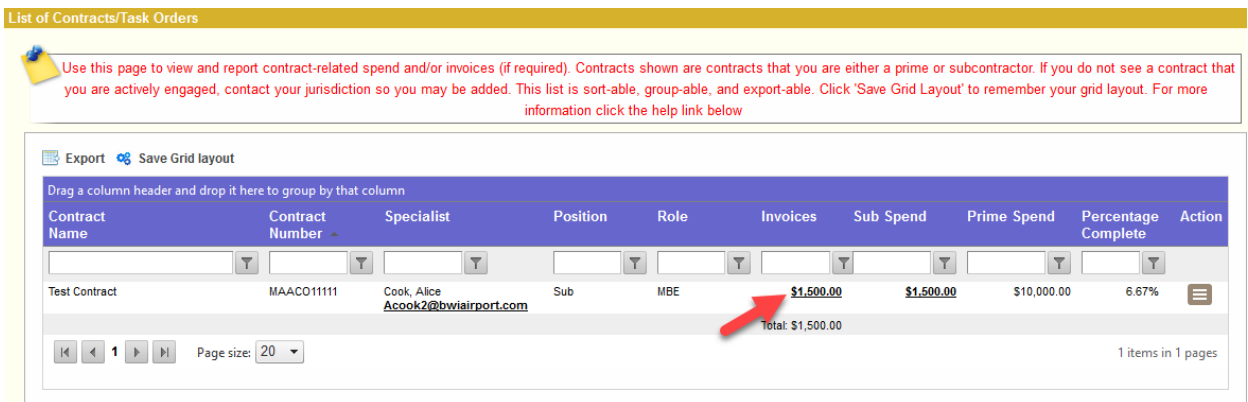 List of Contracts/Task Orders
Use this page to view and report contract-related spend and/or invoices (if required). Contracts shown are contracts that you are either a prime or subcontractor. If you do not see a contract that
you are actively engaged, contact your jurisdiction so you may be added. This list is sort-able, group-able, and export-able. Click 'Save Grid Layout' to remember your grid layout. For more
information click the help link below
Export Save Grid layout
Drag a column header and drop it here to group by that column
Contract Name Contract Number Specialist Position Role Invoices Sub Spend Prime Spend Percentage Complete Action
Test Contract MAACO11111 Cook, Alice Sub MBE $1,500.00 $1,500.00 $10,000.00 6.67%
Acook2@bwiairport.com
Total: $1,500.00
1 Page size: 20 1 items in 1 pages